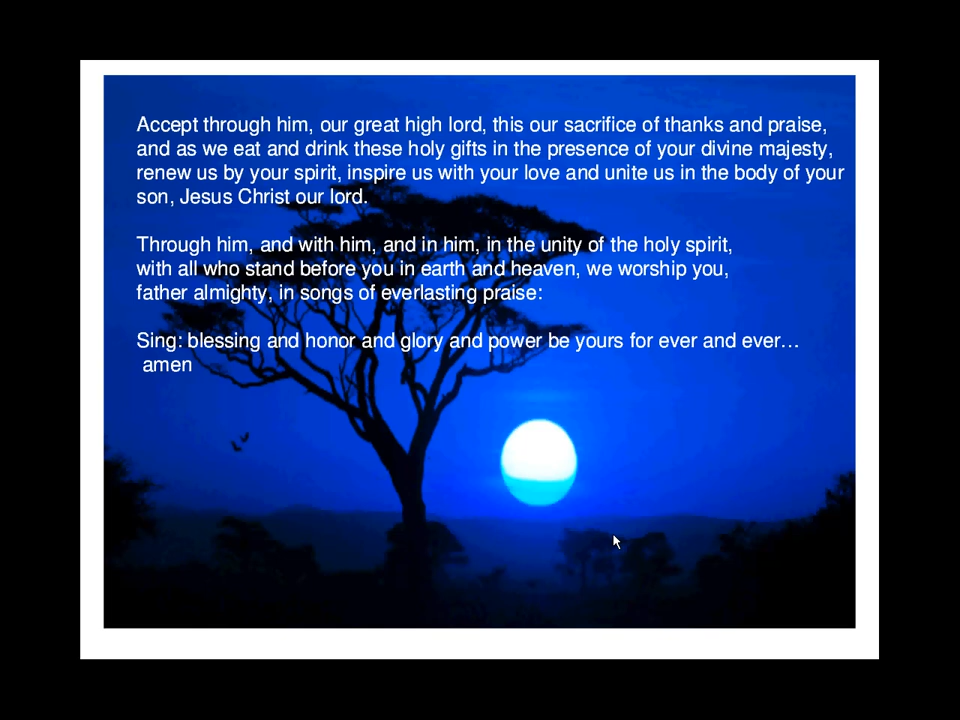 Accept through him, our great high lord, this our sacrifice of thanks and praise,
and as we eat and drink these holy gifts in the presence of your divine majesty,
renew us by your spirit, inspire us with your love and unite us in the body of your
son, Jesus Christ our lord.
Through him, and with him, and in him, in the unity of the holy spirit,
with all who stand before you in earth and heaven, we worship you,
father almighty, in songs of everlasting praise:
Sing: blessing and honor and glory and power be yours for ever and ever…
amen